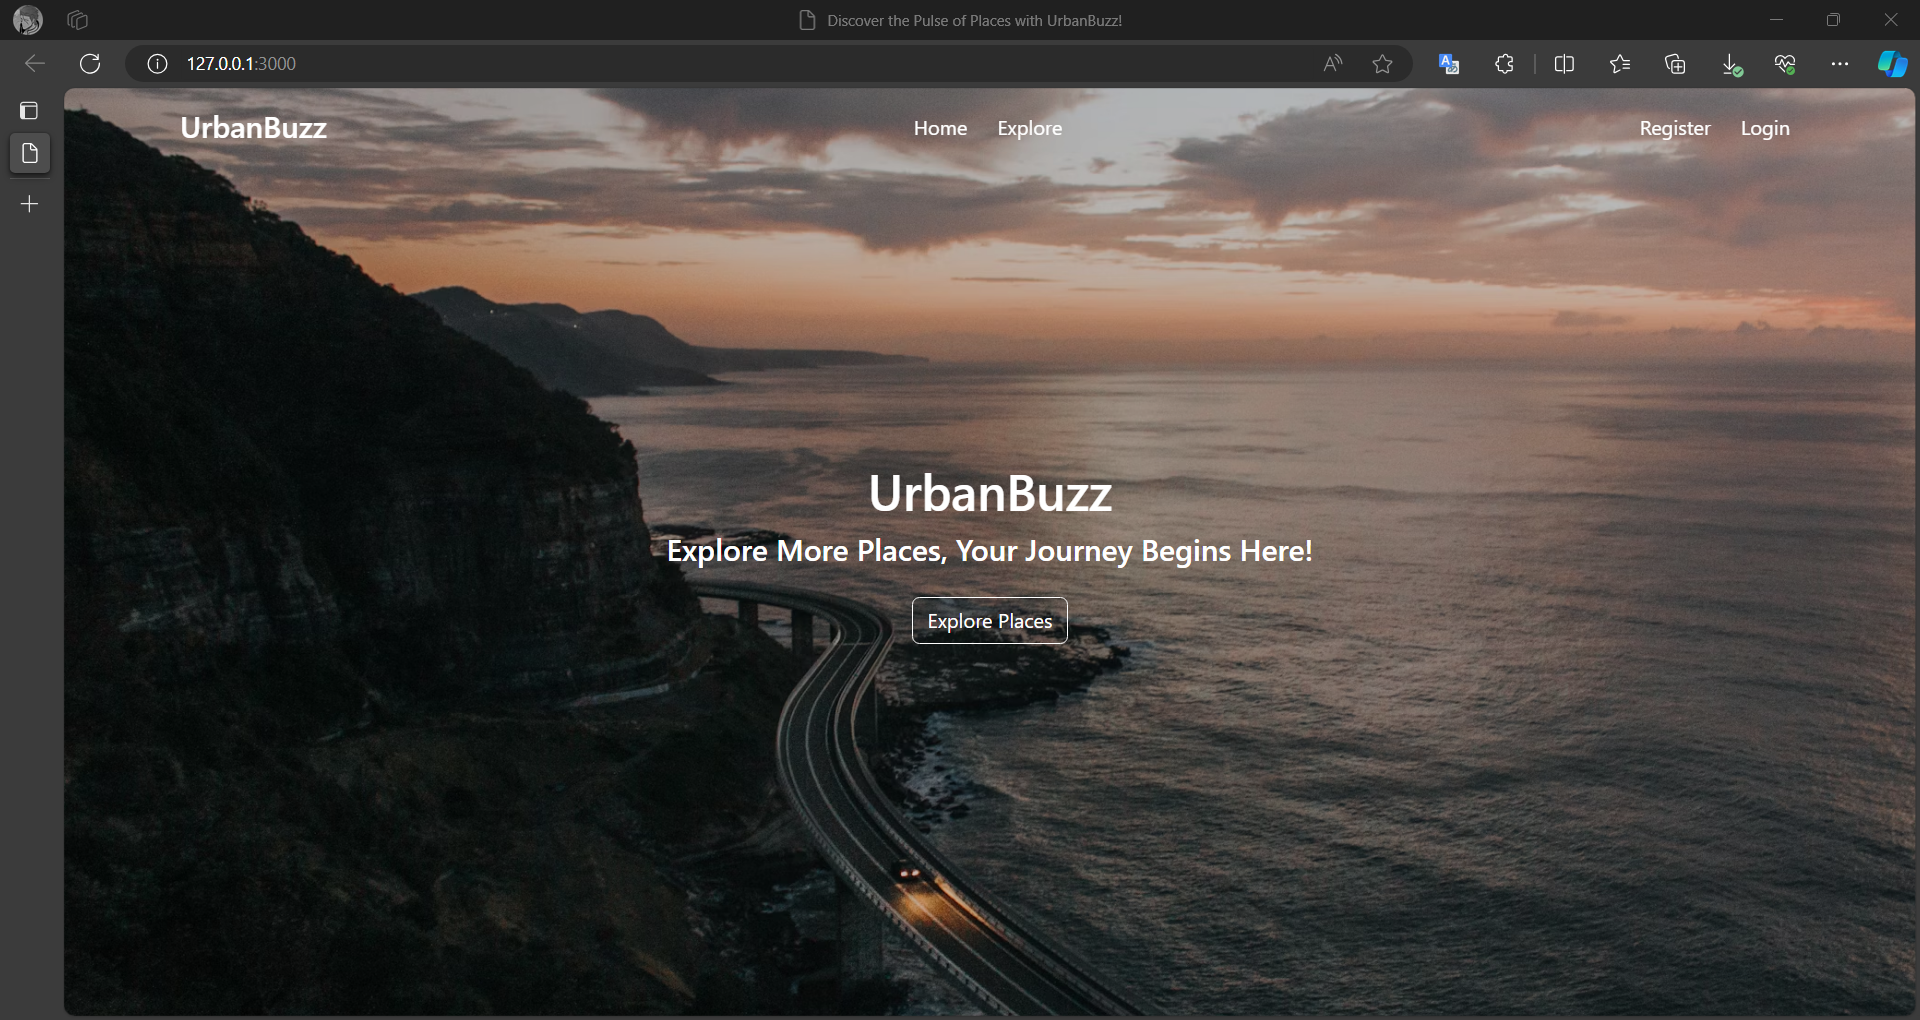 Discover the Pulse of Places with UrbanBuzz!
127.0.0.1:3000
UrbanBuzz
Home Explore
Register Login
UrbanBuzz
Explore More Places, Your Journey Begins Here!
Explore Places